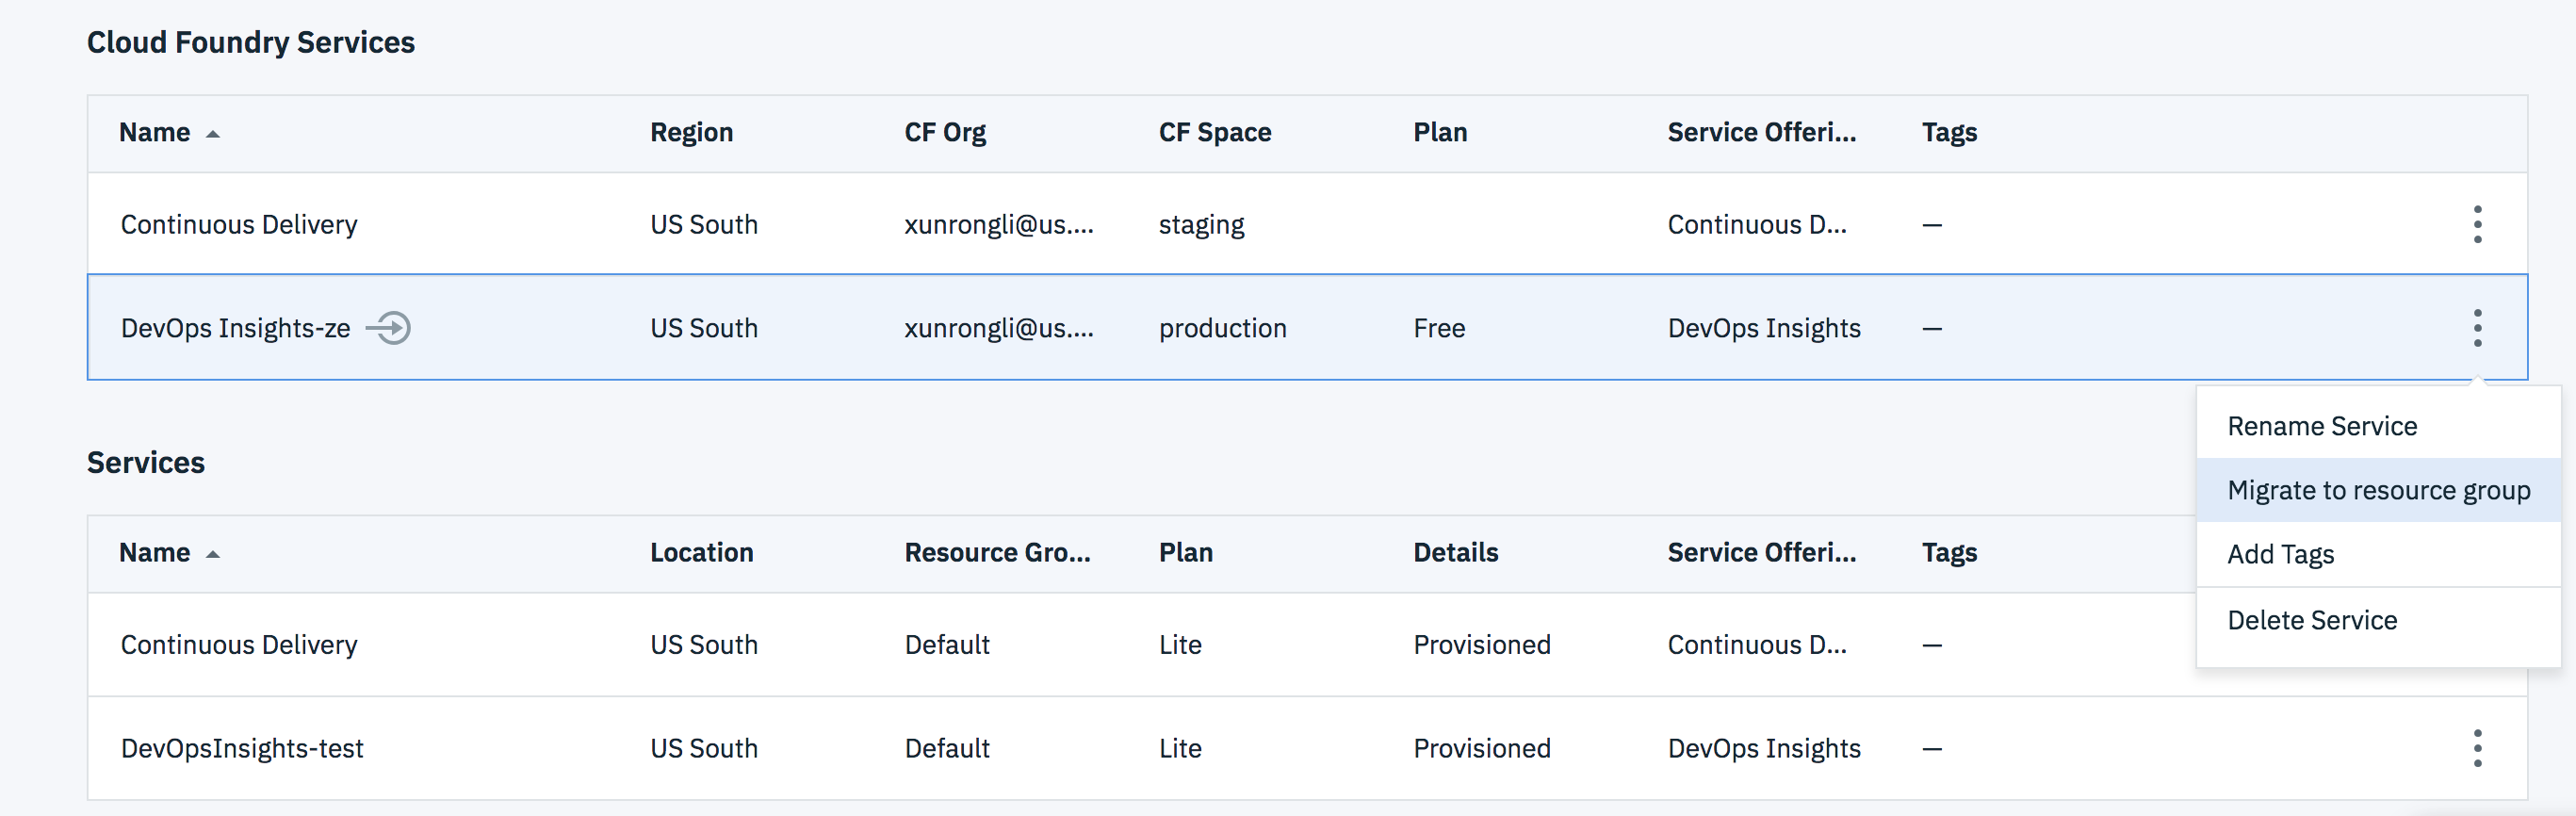 Cloud Foundry Services
Name Region CF Org CF Space Plan Service Offeri... Tags
Continuous Delivery US South xunrongli@us.... staging Continuous D... —
DevOps Insights-ze US South xunrongli@us.... production Free DevOps Insights —
Rename Service
Migrate to resource group
Add Tags
Delete Service
Services
Name Location Resource Gro... Plan Details Service Offeri... Tags
Continuous Delivery US South Default Lite Provisioned Continuous D... —
DevOpsInsights-test US South Default Lite Provisioned DevOps Insights —